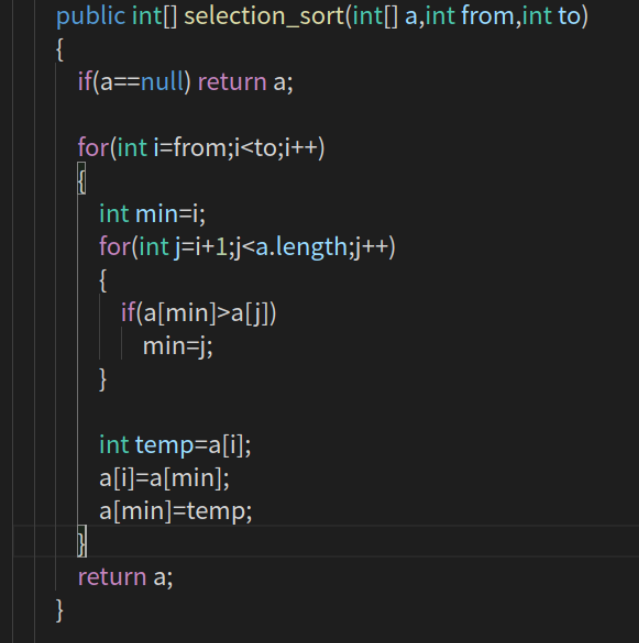 public int[] selection_sort(int[] a,int from,int to)
{
if(a==null) return a;
for(int i=from;i<to;i++)
{
int min=i;
for(int j=i+1;j<a.length;j++)
{
if(a[min]>a[j])
min=j;
}
int temp=a[i];
a[i]=a[min];
a[min]=temp;
}
return a;
}